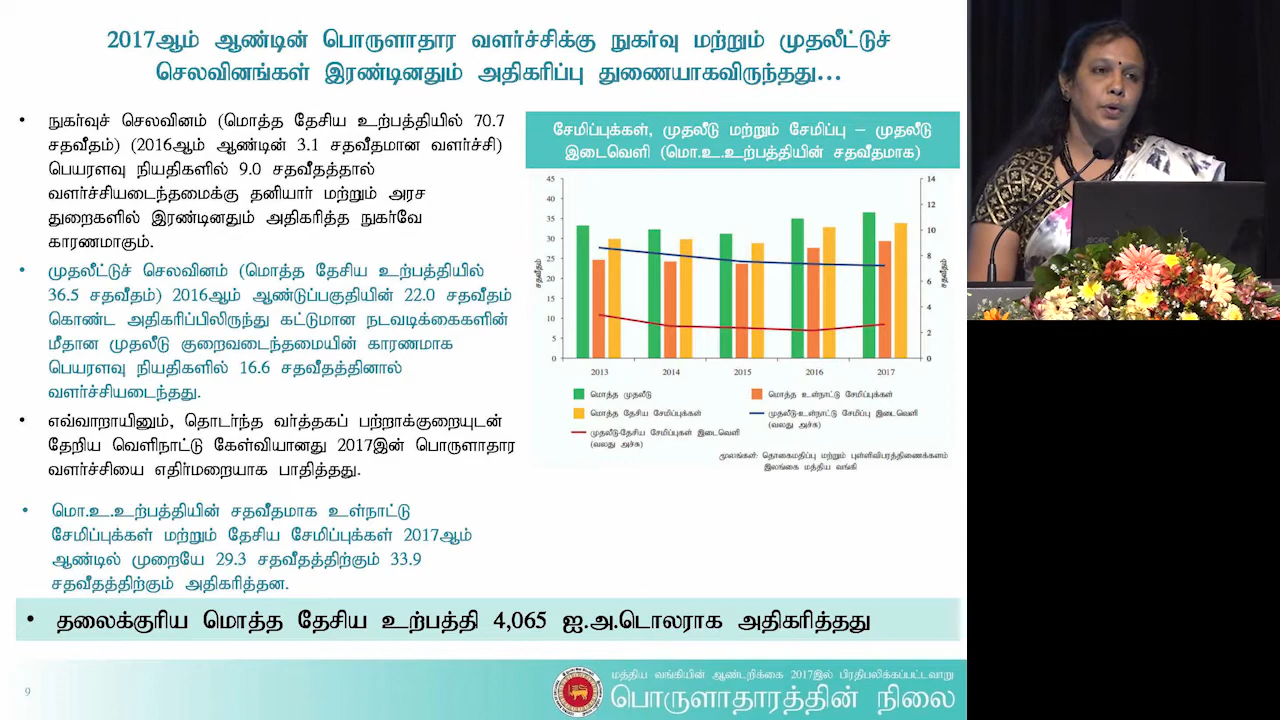 2017ஆம் ஆண்டின் பொருளாதார வளர்ச்சிக்கு நுகர்வு மற்றும் முதலீட்டுச்
செலவினங்கள் இரண்டினதும் அதிகரிப்பு துணையாகவிருந்தது...
• நுகர்வுச் செலவினம் (மொத்த தேசிய உற்பத்தியில் 70.7
சதவீதம்) (2016ஆம் ஆண்டின் 3.1 சதவீதமான வளர்ச்சி)
பெயரளவு நியதிகளில் 9.0 சதவீதத்தால்
வளர்ச்சியடைந்தமைக்கு தனியார் மற்றும் அரச
துறைகளில் இரண்டினதும் அதிகரித்த நுகர்வே
காரணமாகும்.
• முதலீட்டுச் செலவினம் (மொத்த தேசிய உற்பத்தியில்
36.5 சதவீதம்) 2016ஆம் ஆண்டுப்பகுதியின் 22.0 சதவீதம்
கொண்ட அதிகரிப்பிலிருந்து கட்டுமான நடவடிக்கைகளின்
மீதான முதலீடு குறைவடைந்தமையின் காரணமாக
பெயரளவு நியதிகளில் 16.6 சதவீதத்தினால்
வளர்ச்சியடைந்தது.
• எவ்வாறாயினும், தொடர்ந்த வர்த்தகப் பற்றாக்குறையுடன்
தேறிய வெளிநாட்டு கேள்வியானது 2017இன் பொருளாதார
வளர்ச்சியை எதிர்மறையாக பாதித்தது.
• மொ.உ.உற்பத்தியின் சதவீதமாக உள்நாட்டு
சேமிப்புக்கள் மற்றும் தேசிய சேமிப்புக்கள் 2017ஆம்
ஆண்டில் முறையே 29.3 சதவீதத்திற்கும் 33.9
சதவீதத்திற்கும் அதிகரித்தன.
சேமிப்புக்கள், முதலீடு மற்றும் சேமிப்பு – முதலீடு
இடைவெளி (மொ.உ.உற்பத்தியின் சதவீதமாக)
45
40
35
30
25
20
15
10
5
0
சதவீதம்
14
12
10
8
6
4
2
0
சதவீதம்
2013 2014 2015 2016 2017
மொத்த முதலீடு
மொத்த உள்நாட்டு சேமிப்புக்கள்
மொத்த தேசிய சேமிப்புக்கள்
முதலீடு-உள்நாட்டு சேமிப்பு இடைவெளி
(வலது அச்சு)
முதலீடு-தேசிய சேமிப்புகள் இடைவெளி
(வலது அச்சு)
மூலங்கள்: தொகைமதிப்பு மற்றும் புள்ளிவிபரத்திணைக்களம்
இலங்கை மத்திய வங்கி
• தலைக்குரிய மொத்த தேசிய உற்பத்தி 4,065 ஐ.அ.டொலராக அதிகரித்தது
9
மத்திய வங்கியின் ஆண்டறிக்கை 2017இல் பிரதிபலிக்கப்பட்டவாறு
பொருளாதாரத்தின் நிலை